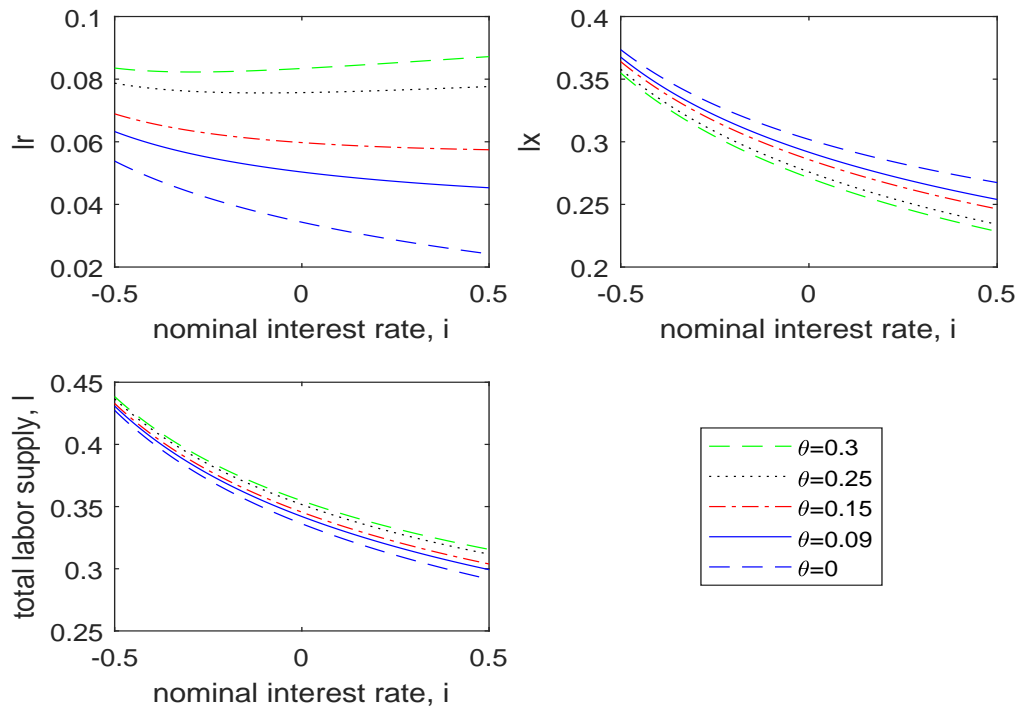 0.1
0.08
0.06
0.04
0.02
lr
-0.5 0 0.5
nominal interest rate, i
0.4
0.35
0.3
0.25
0.2
lx
-0.5 0 0.5
nominal interest rate, i
0.45
0.4
0.35
0.3
0.25
total labor supply, l
-0.5 0 0.5
nominal interest rate, i
θ=0.3
θ=0.25
θ=0.15
θ=0.09
θ=0